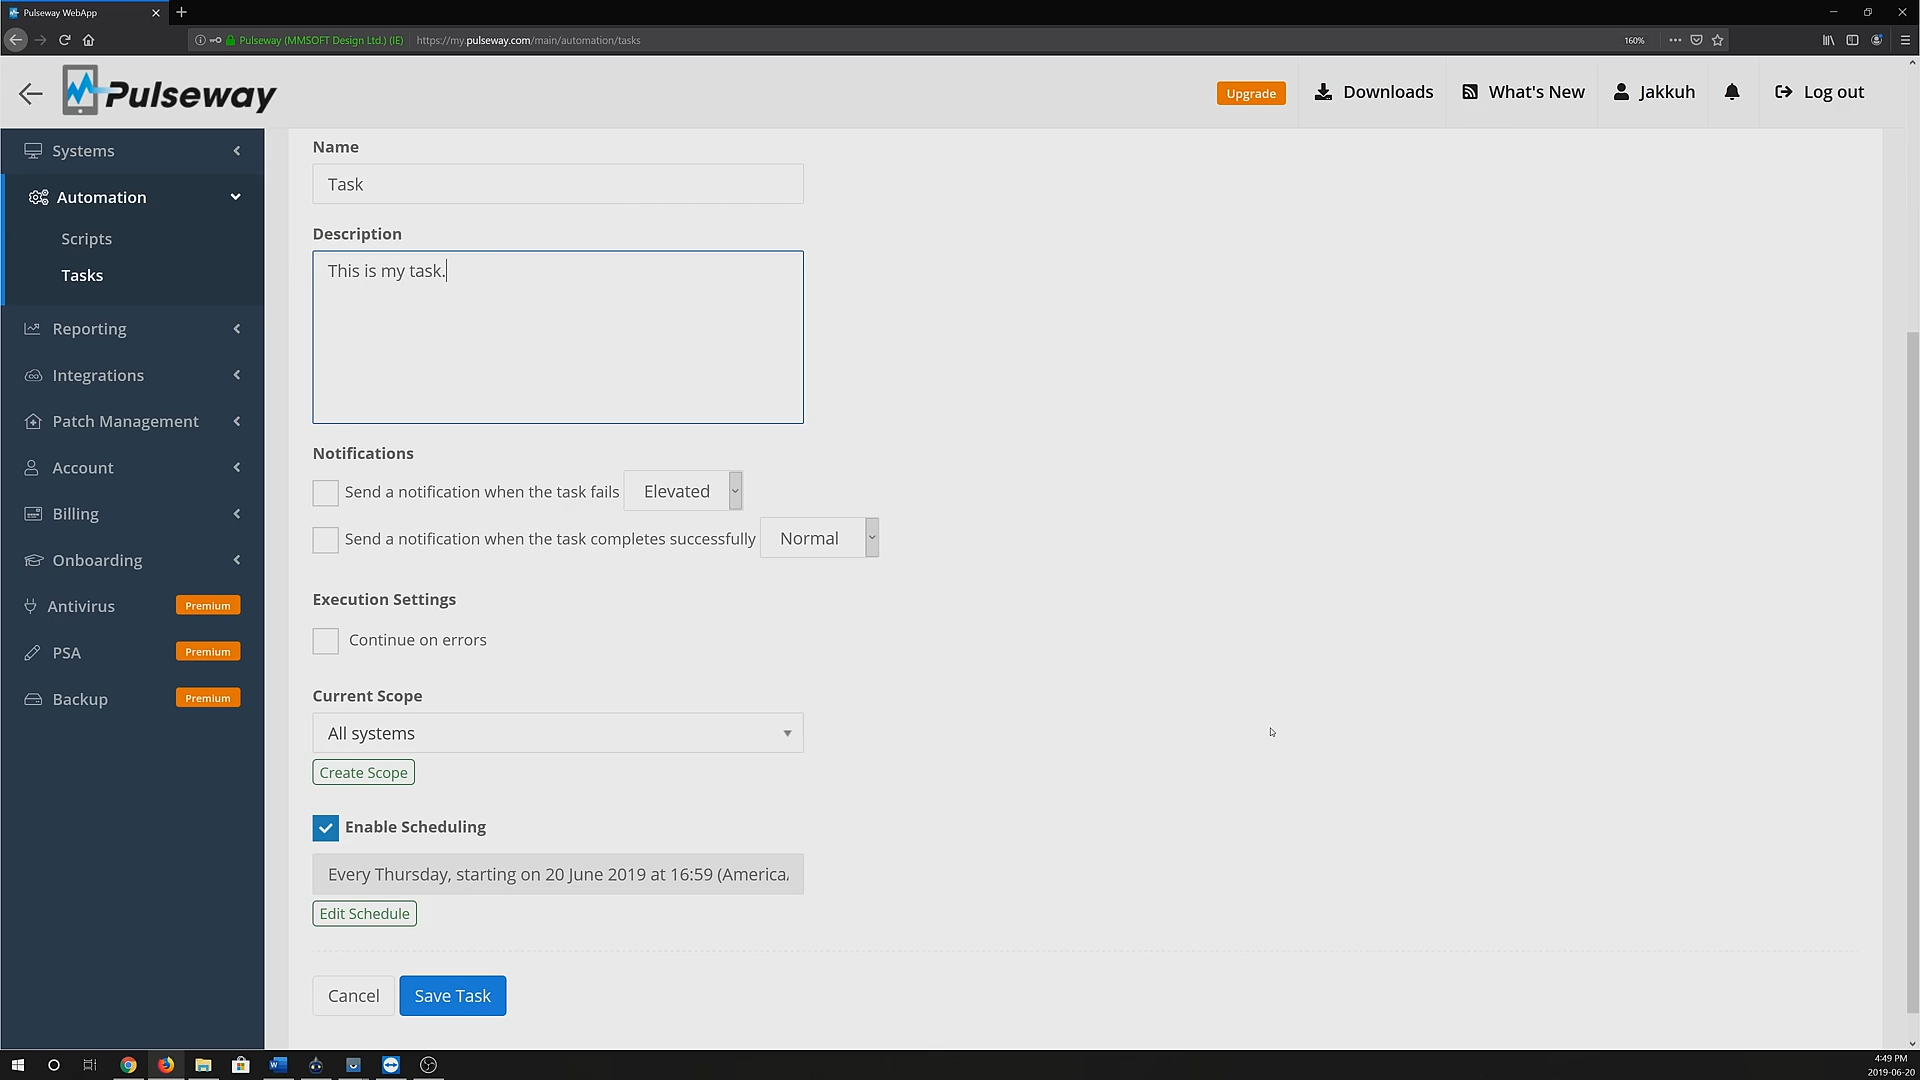 Pulseway WebApp
Pulseway (MMSOFT Design Ltd.) (IE)
https://my.pulseway.com/main/automation/tasks
160%
Pulseway
Upgrade
Downloads
What's New
Jakkuh
Log out
Systems
Automation
Scripts
Tasks
Reporting
Integrations
Patch Management
Account
Billing
Onboarding
Antivirus Premium
PSA Premium
Backup Premium
Name
Task
Description
This is my task.
Notifications
Send a notification when the task fails Elevated
Send a notification when the task completes successfully Normal
Execution Settings
Continue on errors
Current Scope
All systems
Create Scope
Enable Scheduling
Every Thursday, starting on 20 June 2019 at 16:59 (America/
Edit Schedule
Cancel Save Task
4:49 PM
2019-06-20